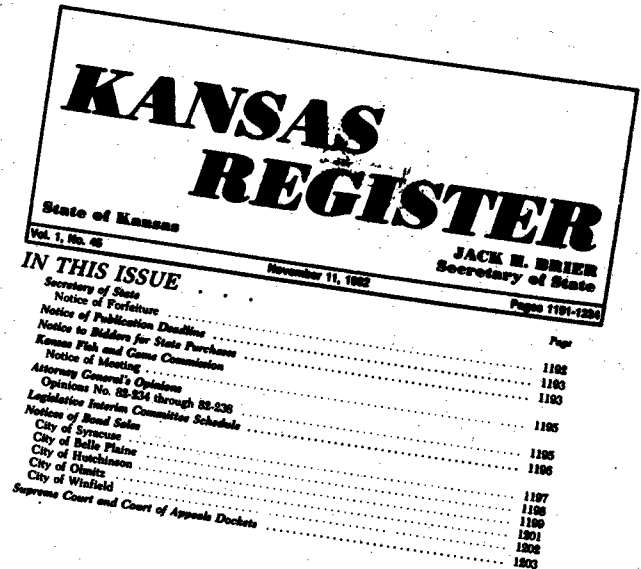 KANSAS
REGISTER
State of Kansas
JACK H. BRIER
Secretary of State
Vol. 1, No. 45 November 11, 1982 Pages 1191-1234
IN THIS ISSUE . . .
Page
Secretary of State
Notice of Forfeiture 1192
Notice of Publication Deadline 1193
Notice to Bidders for State Purchases 1193
Kansas Fish and Game Commission
Notice of Meeting 1195
Attorney General's Opinions
Opinions No. 82-234 through 82-236 1195
Legislative Interim Committee Schedule 1196
Notices of Bond Sales
City of Syracuse 1197
City of Belle Plaine 1198
City of Hutchinson 1199
City of Olmitz 1201
City of Winfield 1202
Supreme Court and Court of Appeals Dockets 1203